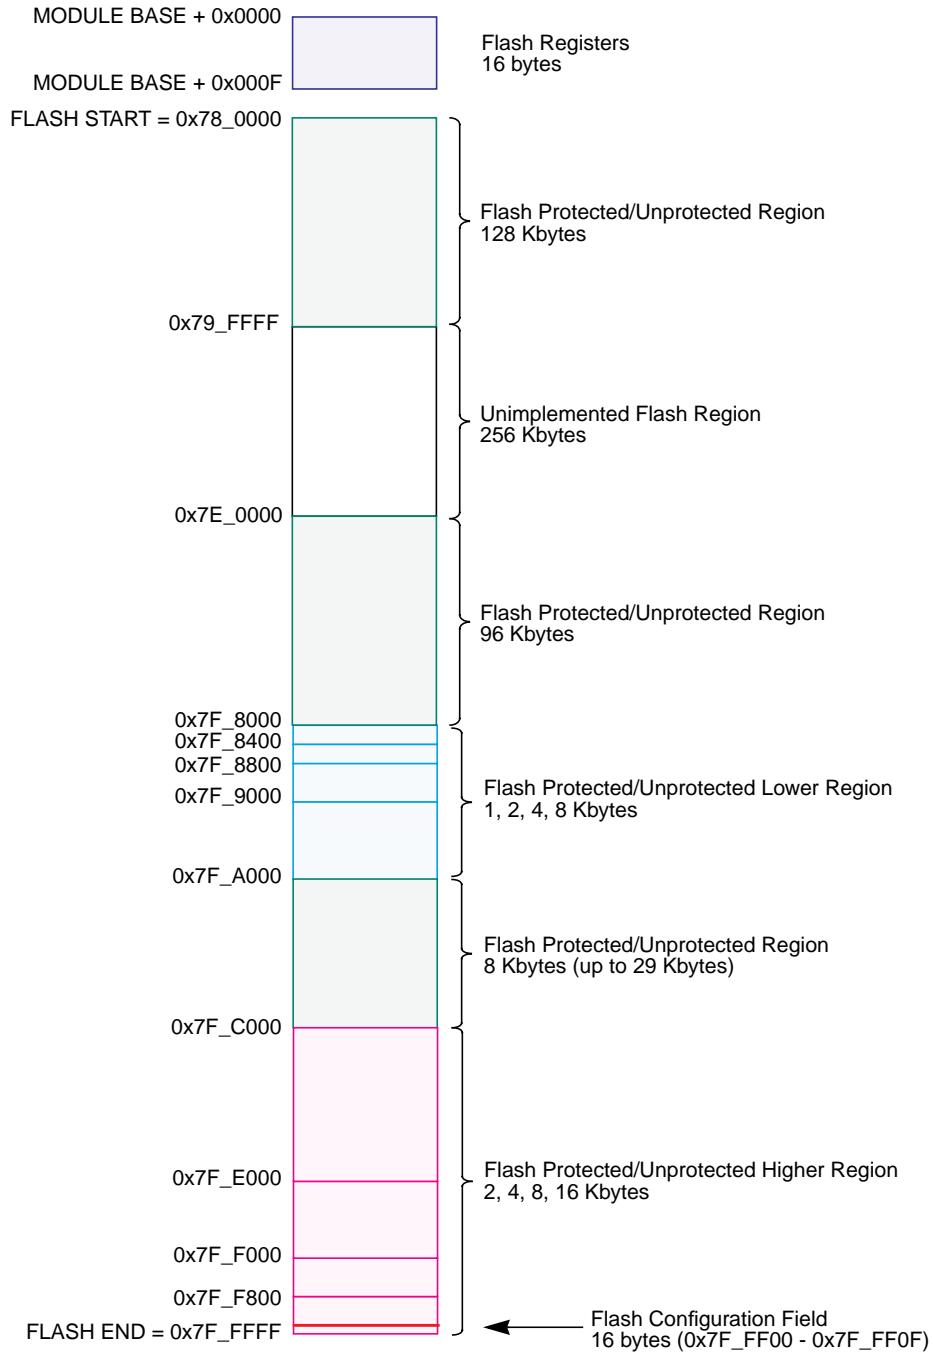 MODULE BASE + 0x0000
Flash Registers
16 bytes
MODULE BASE + 0x000F
FLASH START = 0x78_0000
Flash Protected/Unprotected Region
128 Kbytes
0x79_FFFF
Unimplemented Flash Region
256 Kbytes
0x7E_0000
Flash Protected/Unprotected Region
96 Kbytes
0x7F_8000
0x7F_8400
0x7F_8800
0x7F_9000
Flash Protected/Unprotected Lower Region
1, 2, 4, 8 Kbytes
0x7F_A000
Flash Protected/Unprotected Region
8 Kbytes (up to 29 Kbytes)
0x7F_C000
Flash Protected/Unprotected Higher Region
2, 4, 8, 16 Kbytes
0x7F_E000
0x7F_F000
0x7F_F800
FLASH END = 0x7F_FFFF
Flash Configuration Field
16 bytes (0x7F_FF00 - 0x7F_FF0F)